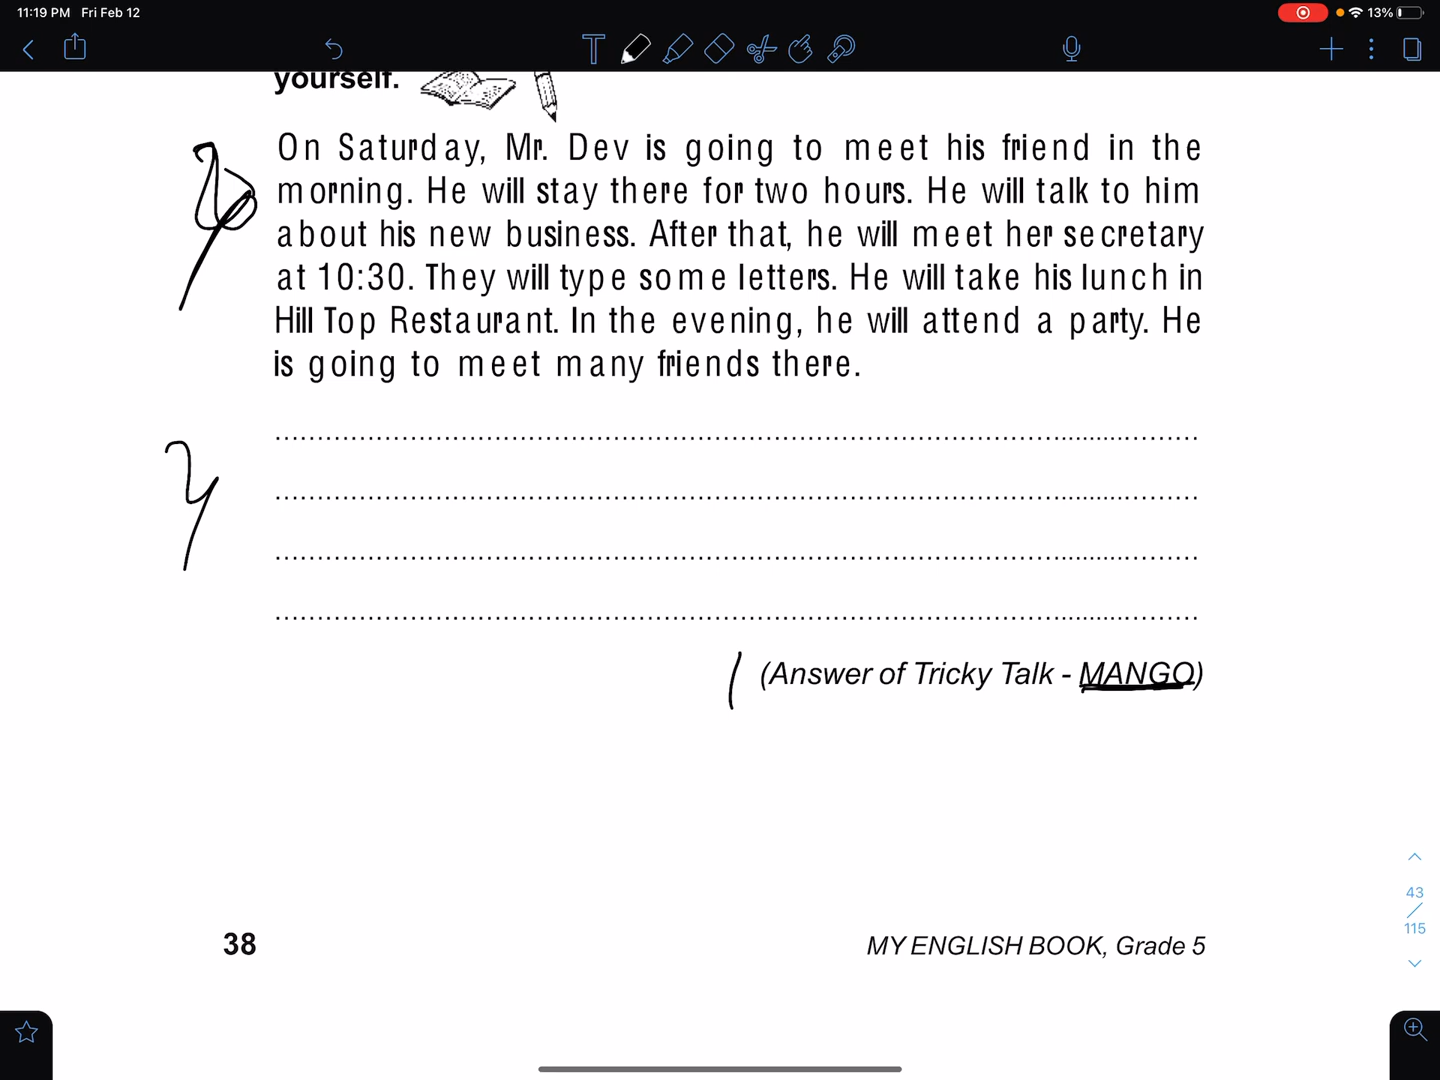 11:19 PM Fri Feb 12
13%
yourself.
On Saturday, Mr. Dev is going to meet his friend in the
morning. He will stay there for two hours. He will talk to him
about his new business. After that, he will meet her secretary
at 10:30. They will type some letters. He will take his lunch in
Hill Top Restaurant. In the evening, he will attend a party. He
is going to meet many friends there.
(Answer of Tricky Talk - MANGO)
43
115
38
MY ENGLISH BOOK, Grade 5